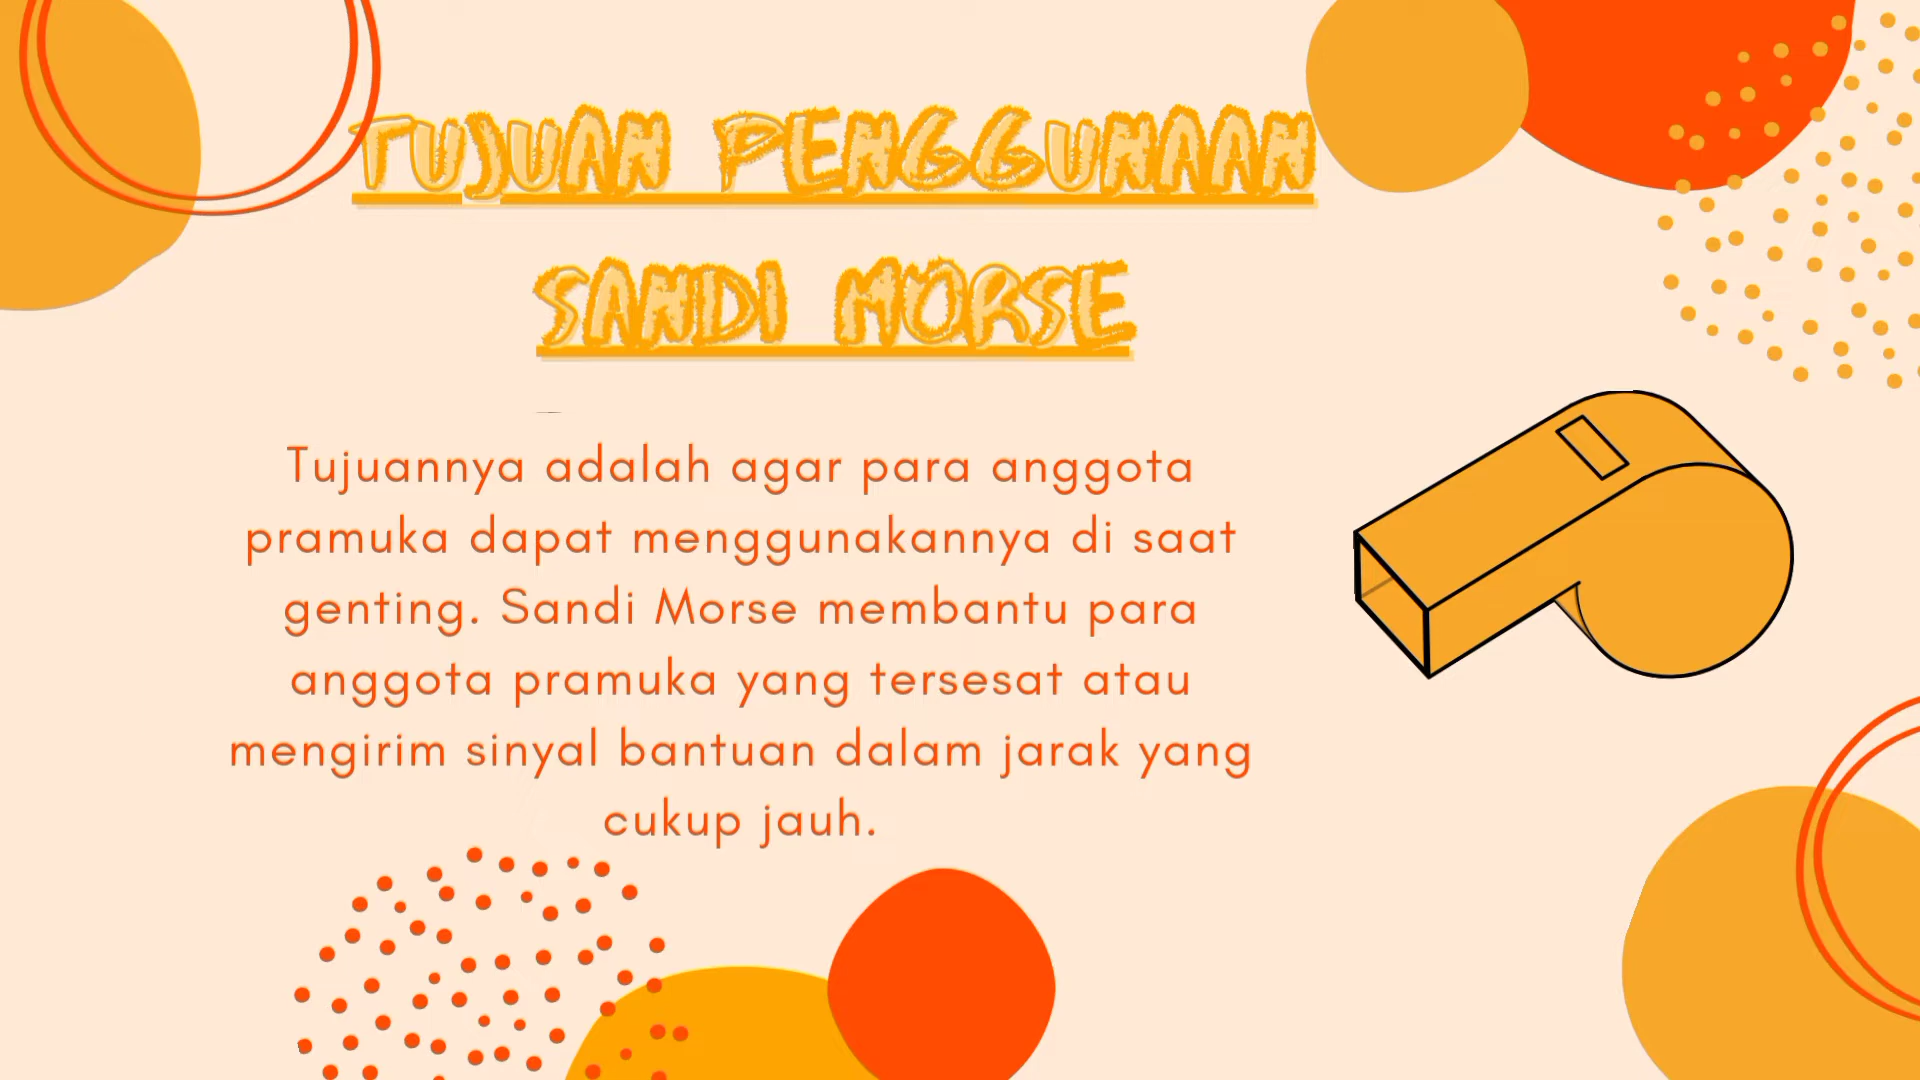 TUJUAN PENGGUNAAN
SANDI MORSE
Tujuannya adalah agar para anggota
pramuka dapat menggunakannya di saat
genting. Sandi Morse membantu para
anggota pramuka yang tersesat atau
mengirim sinyal bantuan dalam jarak yang
cukup jauh.